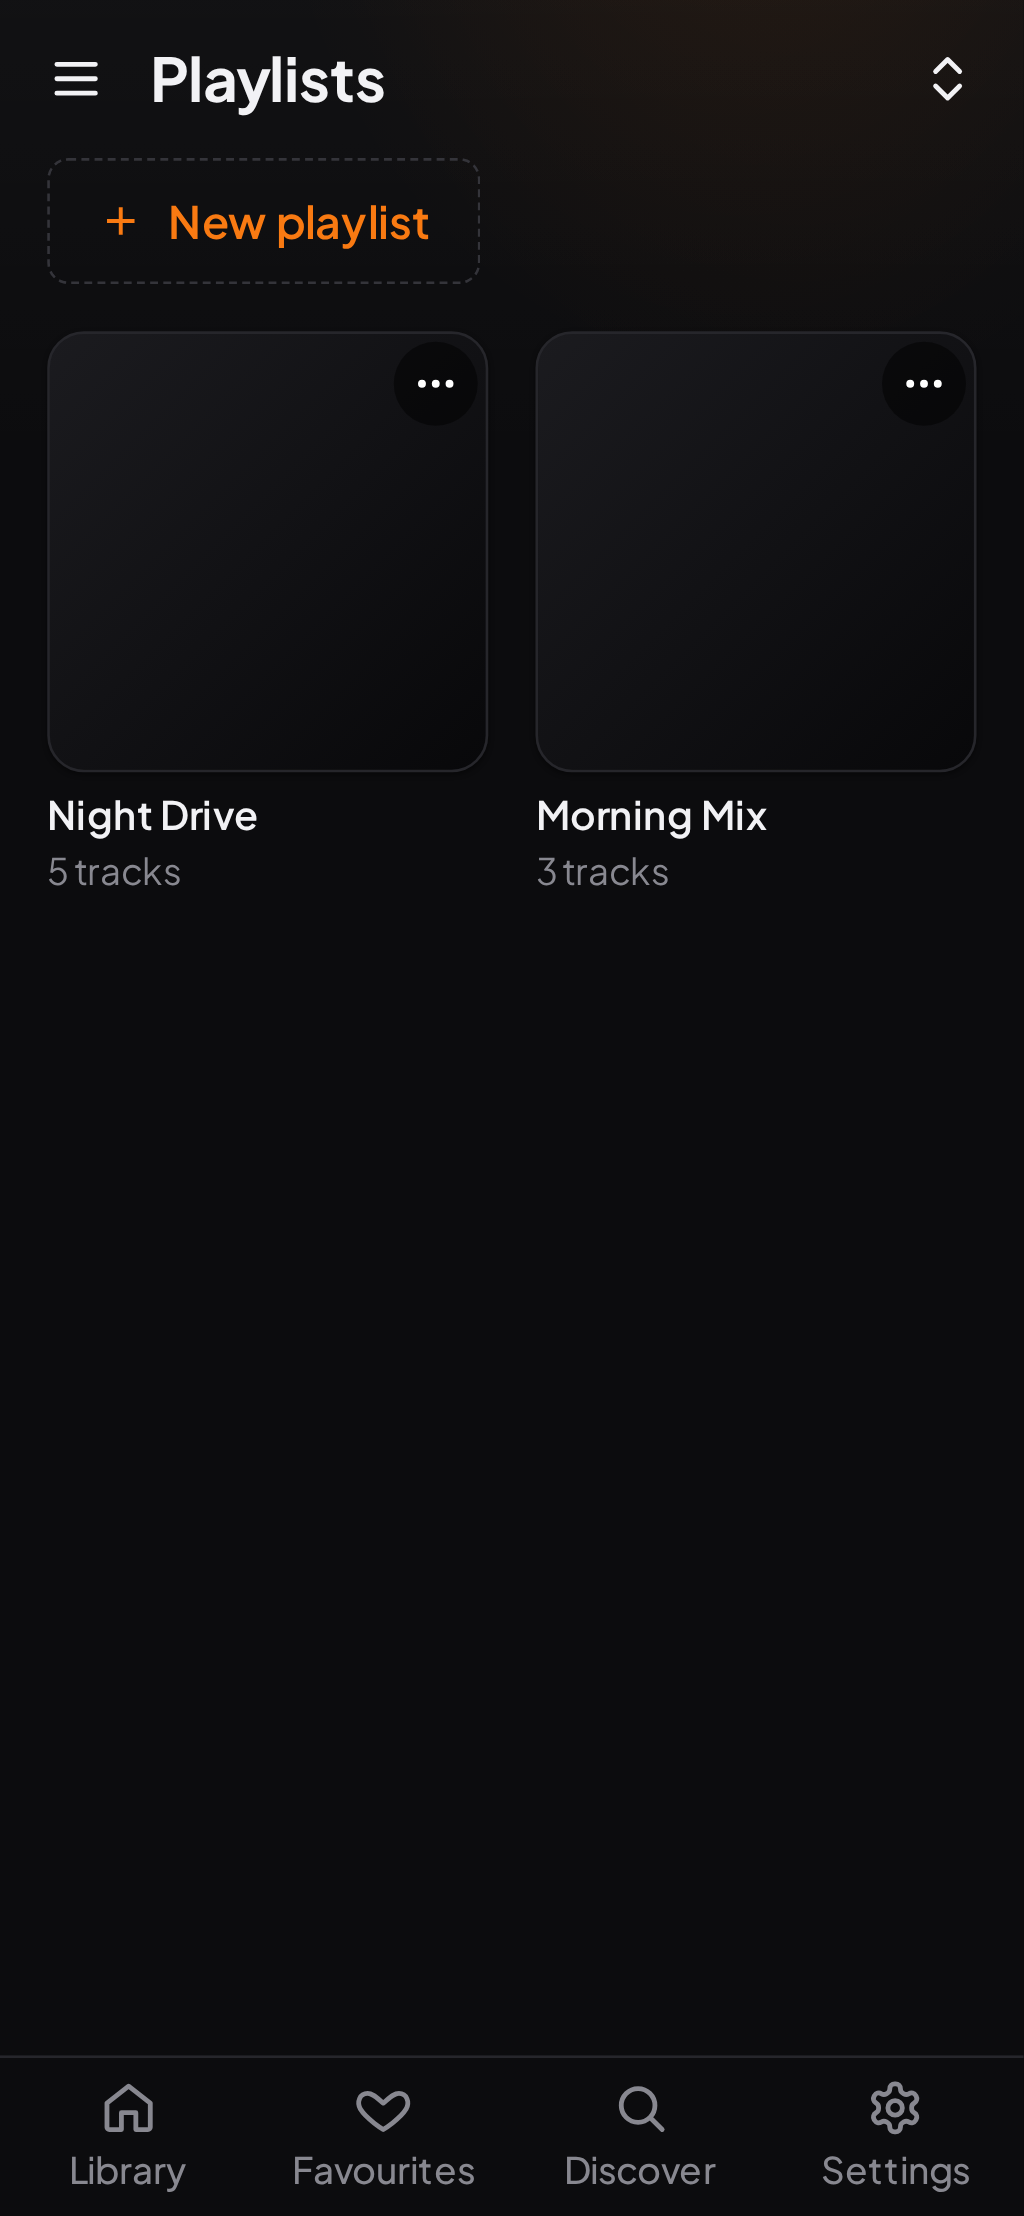 Playlists
+ New playlist
Night Drive
5 tracks
Morning Mix
3 tracks
Library
Favourites
Discover
Settings